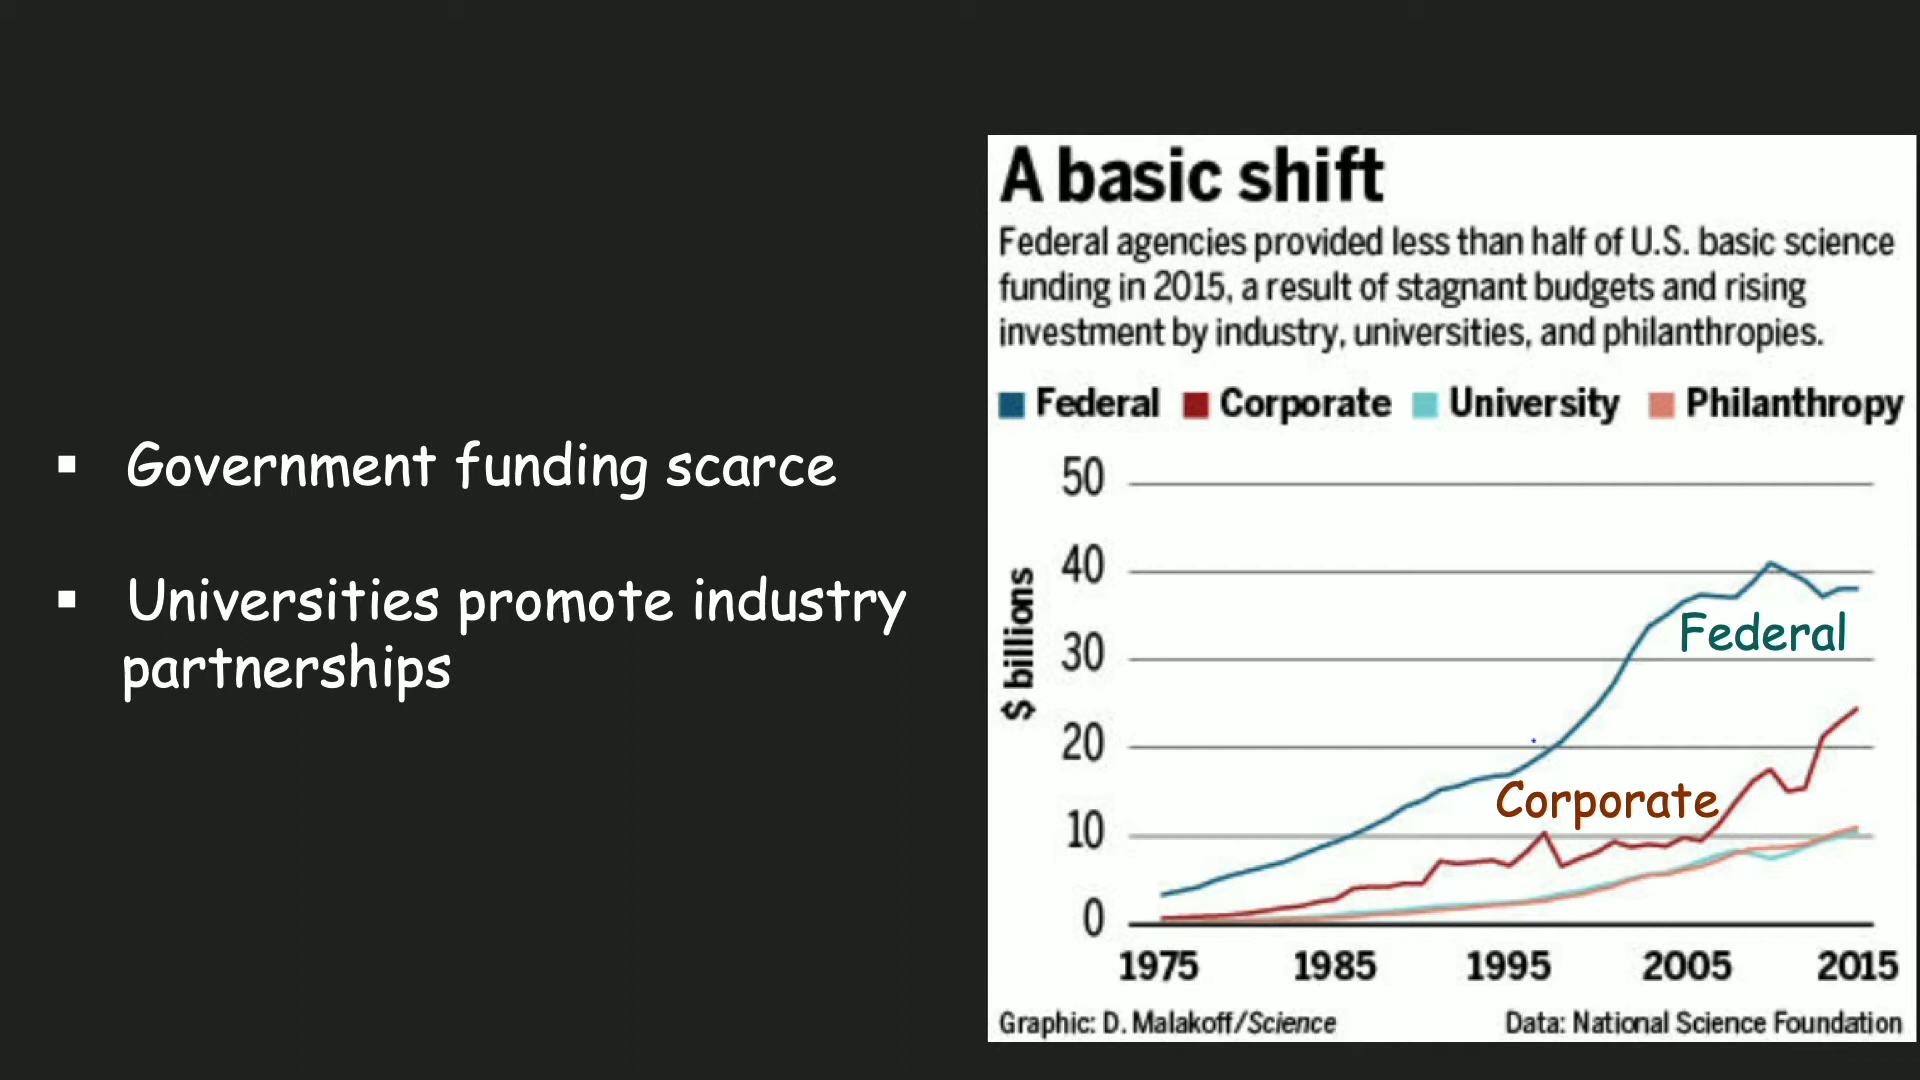 ▪ Government funding scarce
▪ Universities promote industry
partnerships
A basic shift
Federal agencies provided less than half of U.S. basic science
funding in 2015, a result of stagnant budgets and rising
investment by industry, universities, and philanthropies.
Federal Corporate University Philanthropy
$ billions
50
40
30
20
10
0
Federal
Corporate
1975 1985 1995 2005 2015
Graphic: D. Malakoff/Science Data: National Science Foundation